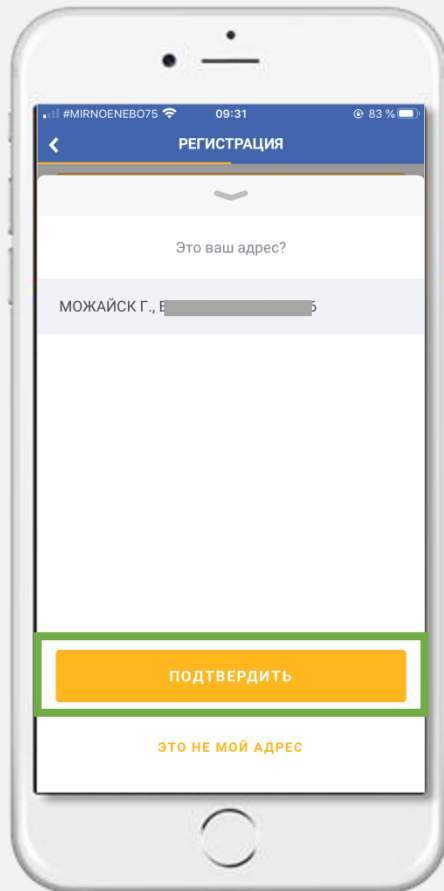 #MIRNOENEBO75 09:31 83 %
РЕГИСТРАЦИЯ
Это ваш адрес?
МОЖАЙСК Г.,
ПОДТВЕРДИТЬ
ЭТО НЕ МОЙ АДРЕС